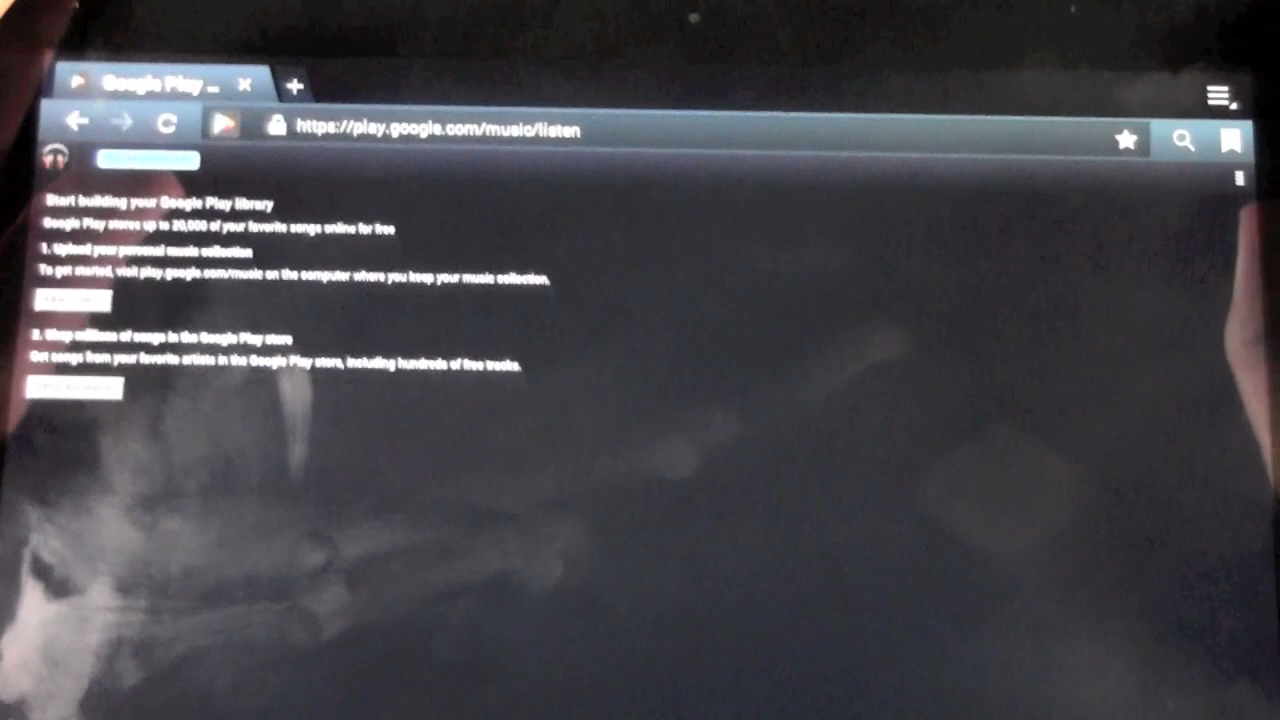 Google Play ...
https://play.google.com/music/listen
Start building your Google Play library
Google Play stores up to 20,000 of your favorite songs online for free
1. Upload your personal music collection
To get started, visit play.google.com/music on the computer where you keep your music collection.
2. Shop millions of songs in the Google Play store
Get songs from your favorite artists in the Google Play store, including hundreds of free tracks.